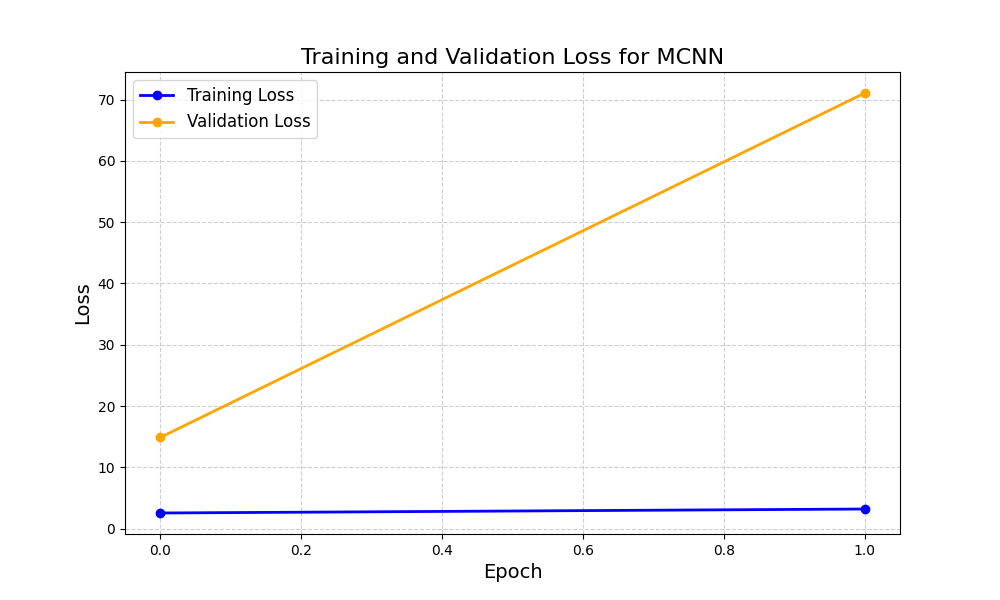 Training and Validation Loss for MCNN
Training Loss
Validation Loss
70
60
50
40
30
20
10
0
Loss
0.0 0.2 0.4 0.6 0.8 1.0
Epoch